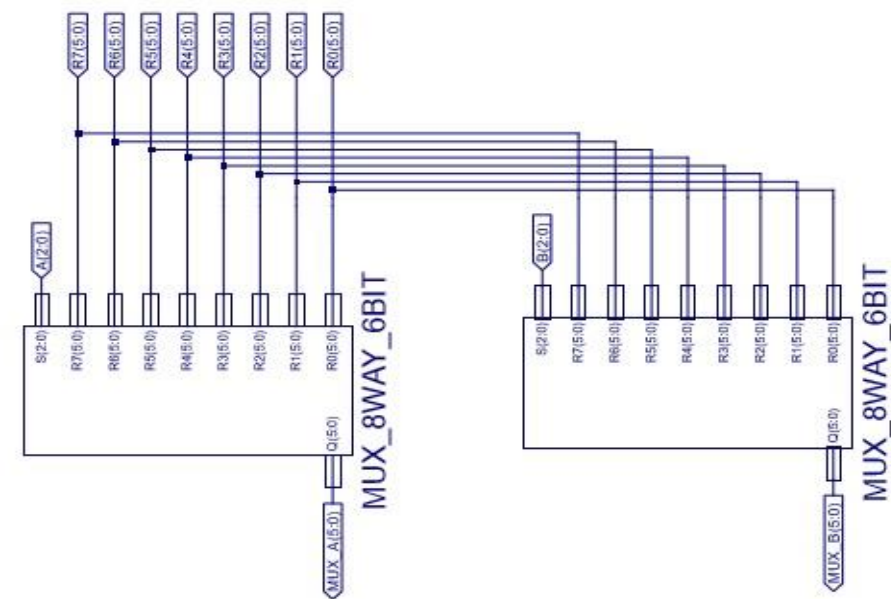 R7(5:0)
R6(5:0)
R5(5:0)
R4(5:0)
R3(5:0)
R2(5:0)
R1(5:0)
R0(5:0)
A(2:0)
S(2:0)
R7(5:0)
R6(5:0)
R5(5:0)
R4(5:0)
R3(5:0)
R2(5:0)
R1(5:0)
R0(5:0)
Q(5:0)
MUX_8WAY_6BIT
MUX_A(5:0)
B(2:0)
S(2:0)
R7(5:0)
R6(5:0)
R5(5:0)
R4(5:0)
R3(5:0)
R2(5:0)
R1(5:0)
R0(5:0)
Q(5:0)
MUX_8WAY_6BIT
MUX_B(5:0)